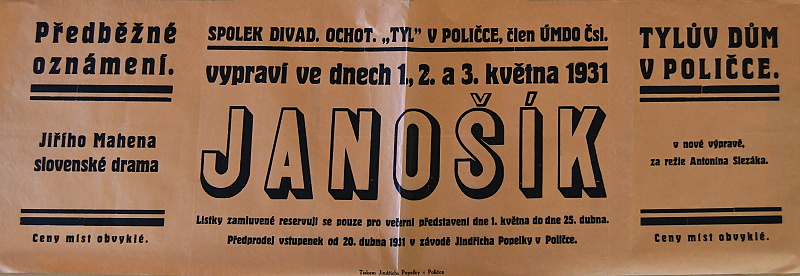 Předběžné
oznámení.
Jiřího Mahena
slovenské drama
Ceny míst obvyklé.
SPOLEK DIVAD. OCHOT. „TYL" V POLIČCE, člen ÚMDO Čsl.
vypraví ve dnech 1., 2. a 3. května 1931
JANOŠÍK
Lístky zamluvené reservují se pouze pro večerní představení dne 1. května do dne 25. dubna.
Předprodej vstupenek od 20. dubna 1931 v závodě Jindřicha Popelky v Poličce.
TYLŮV DŮM
V POLIČCE.
v nové výpravě,
za režie Antonína Slezáka.
Ceny míst obvyklé.
Tiskem Jindřicha Popelky v Poličce